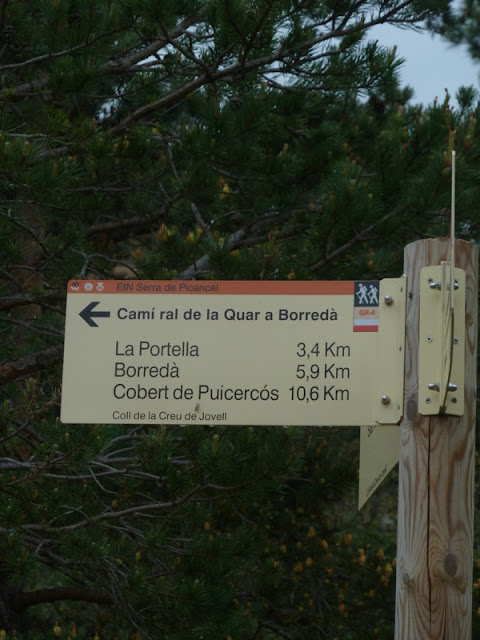 EIN Serra de Picancel
Camí ral de la Quar a Borredà
GR-4
La Portella 3,4 Km
Borredà 5,9 Km
Cobert de Puicercós 10,6 Km
Coll de la Creu de Jovell